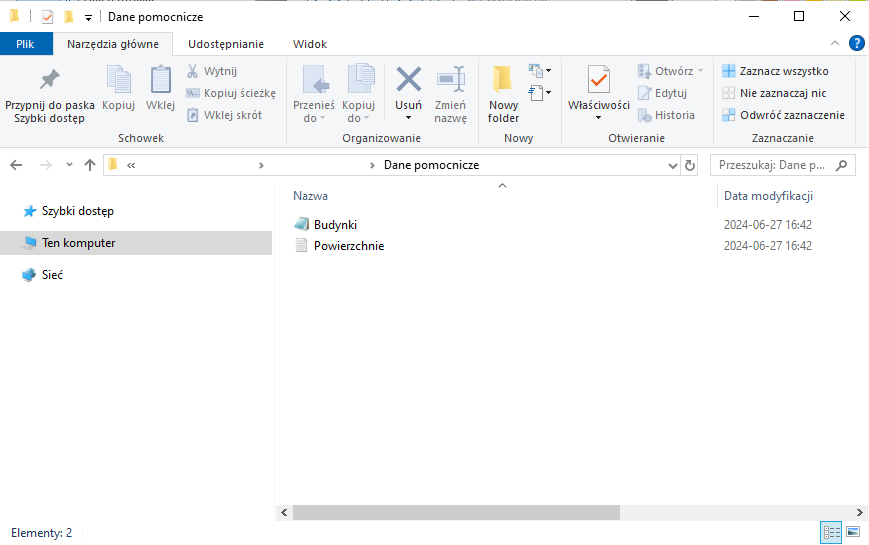 Dane pomocnicze
Plik Narzędzia główne Udostępnianie Widok
Przypnij do paska Szybki dostęp
Kopiuj
Wklej
Wytnij
Kopiuj ścieżkę
Wklej skrót
Schowek
Przenieś do
Kopiuj do
Usuń
Zmień nazwę
Organizowanie
Nowy folder
Nowy
Właściwości
Otwórz
Edytuj
Historia
Otwieranie
Zaznacz wszystko
Nie zaznaczaj nic
Odwróć zaznaczenie
Zaznaczanie
« > > Dane pomocnicze
Przeszukaj: Dane p...
Szybki dostęp
Ten komputer
Sieć
Nazwa Data modyfikacji
Budynki 2024-06-27 16:42
Powierzchnie 2024-06-27 16:42
Elementy: 2